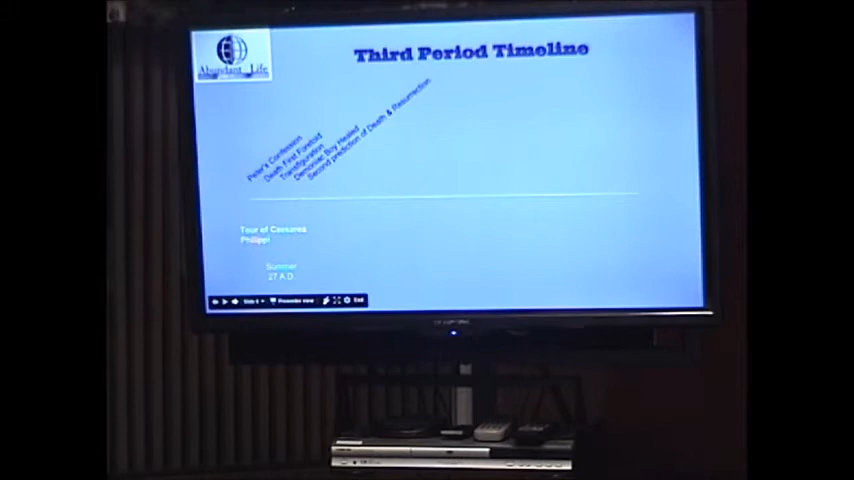 Abundant Life
Third Period Timeline
Peter's Confession
Death First Foretold
Transfiguration
Demoniac Boy Healed
Second prediction of Death & Resurrection
Tour of Caesarea
Philippi
Summer
27 A.D.
Slide 6
Presenter view
End